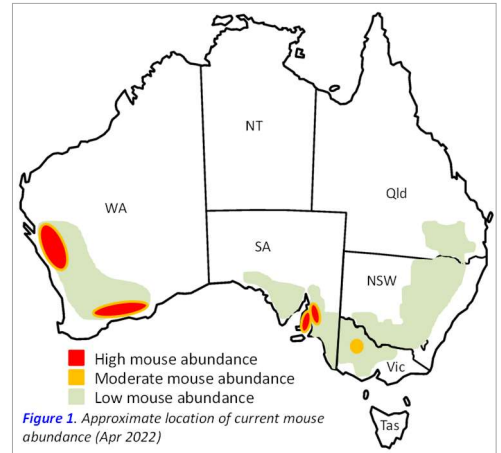 NT
WA
Qld
SA
NSW
Vic
Tas
High mouse abundance
Moderate mouse abundance
Low mouse abundance
Figure 1. Approximate location of current mouse
abundance (Apr 2022)